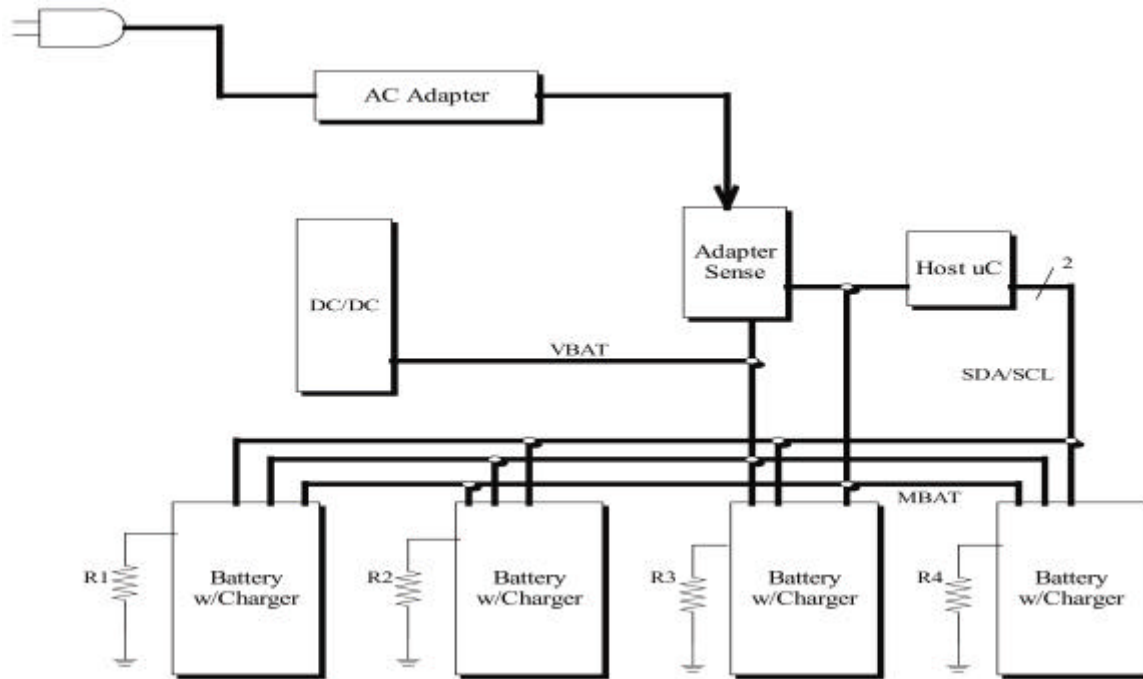 AC Adapter
Adapter
Sense
Host uC
2
DC/DC
VBAT
SDA/SCL
MBAT
R1
Battery
w/Charger
R2
Battery
w/Charger
R3
Battery
w/Charger
R4
Battery
w/Charger